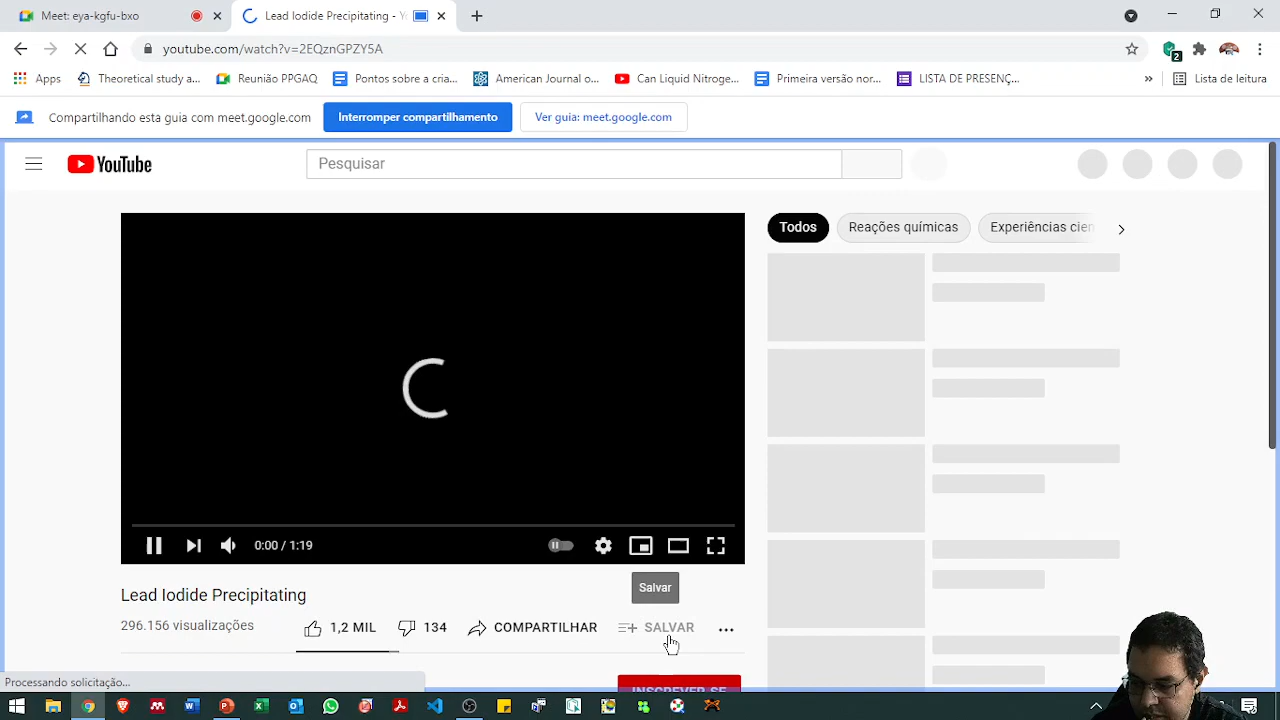 Meet: eya-kgfu-bxo
Lead Iodide Precipitating - Y
youtube.com/watch?v=2EQznGPZY5A
2
Apps
Theoretical study a...
Reunião PPGAQ
Pontos sobre a cria...
American Journal o...
Can Liquid Nitroge...
Primeira versão nor...
LISTA DE PRESENÇ...
»
Lista de leitura
Compartilhando esta guia com meet.google.com
Interromper compartilhamento
Ver guia: meet.google.com
YouTube
Pesquisar
Todos
Reações químicas
Experiências cien
0:00 / 1:19
Salvar
Lead Iodide Precipitating
296.156 visualizações
1,2 MIL
134
COMPARTILHAR
SALVAR
Processando solicitação...
INSCREVER-SE